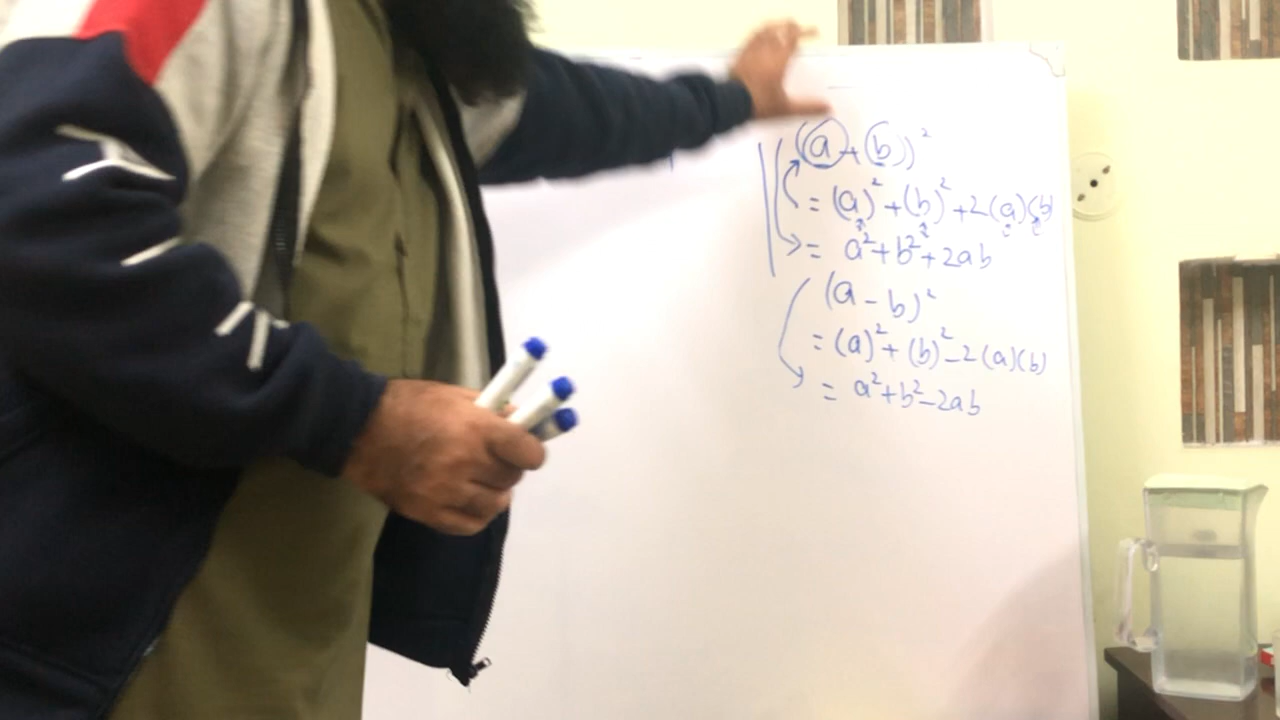 (a + b)²
= (a)² + (b)² + 2(a)(b)
= a² + b² + 2ab
(a - b)²
= (a)² + (b)² - 2(a)(b)
= a² + b² - 2ab